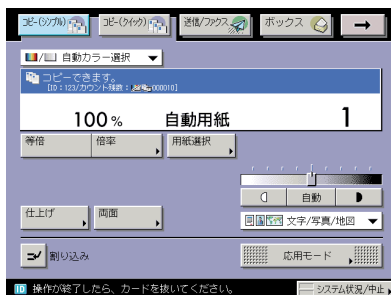 コピー(シンプル)
コピー(クイック)
送信/ファクス
ボックス
自動カラー選択
コピーできます。
[ID:123/カウント残数: 000010]
100%
自動用紙
1
等倍
倍率
用紙選択
自動
仕上げ
両面
文字/写真/地図
割り込み
応用モード
ID 操作が終了したら、カードを抜いてください。
システム状況/中止